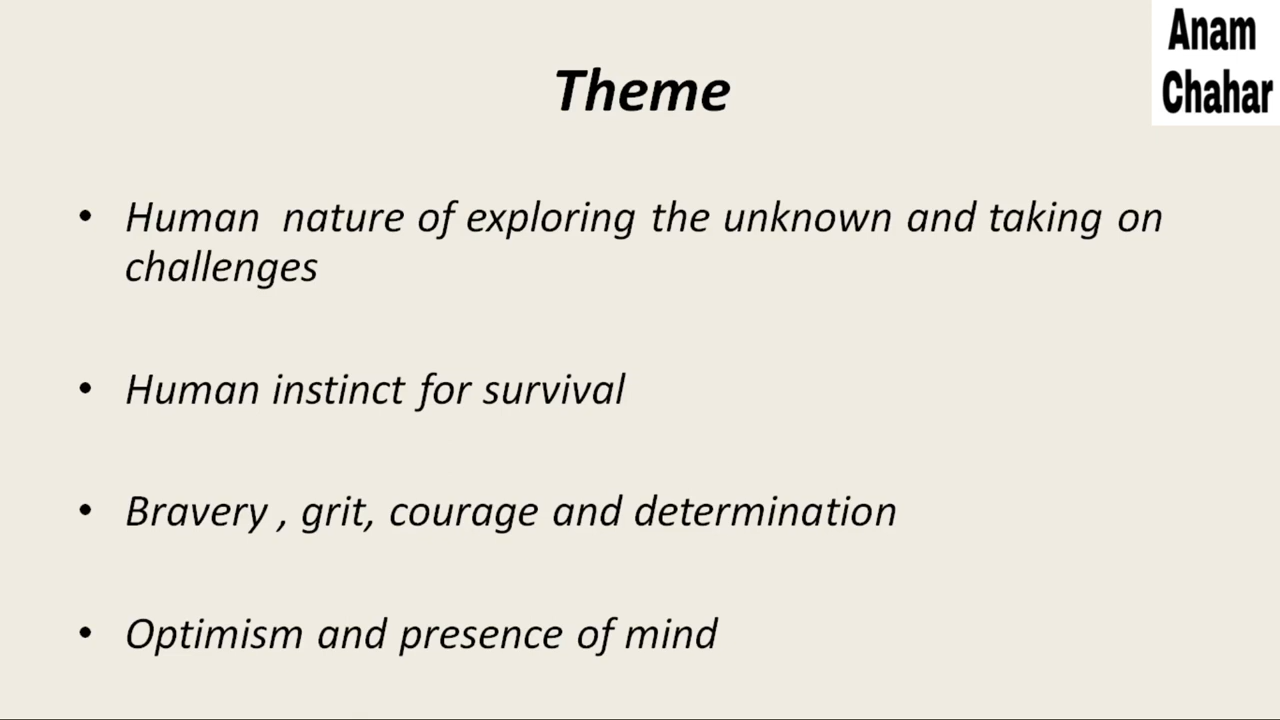 Anam
Chahar
Theme
• Human nature of exploring the unknown and taking on
challenges
• Human instinct for survival
• Bravery , grit, courage and determination
• Optimism and presence of mind